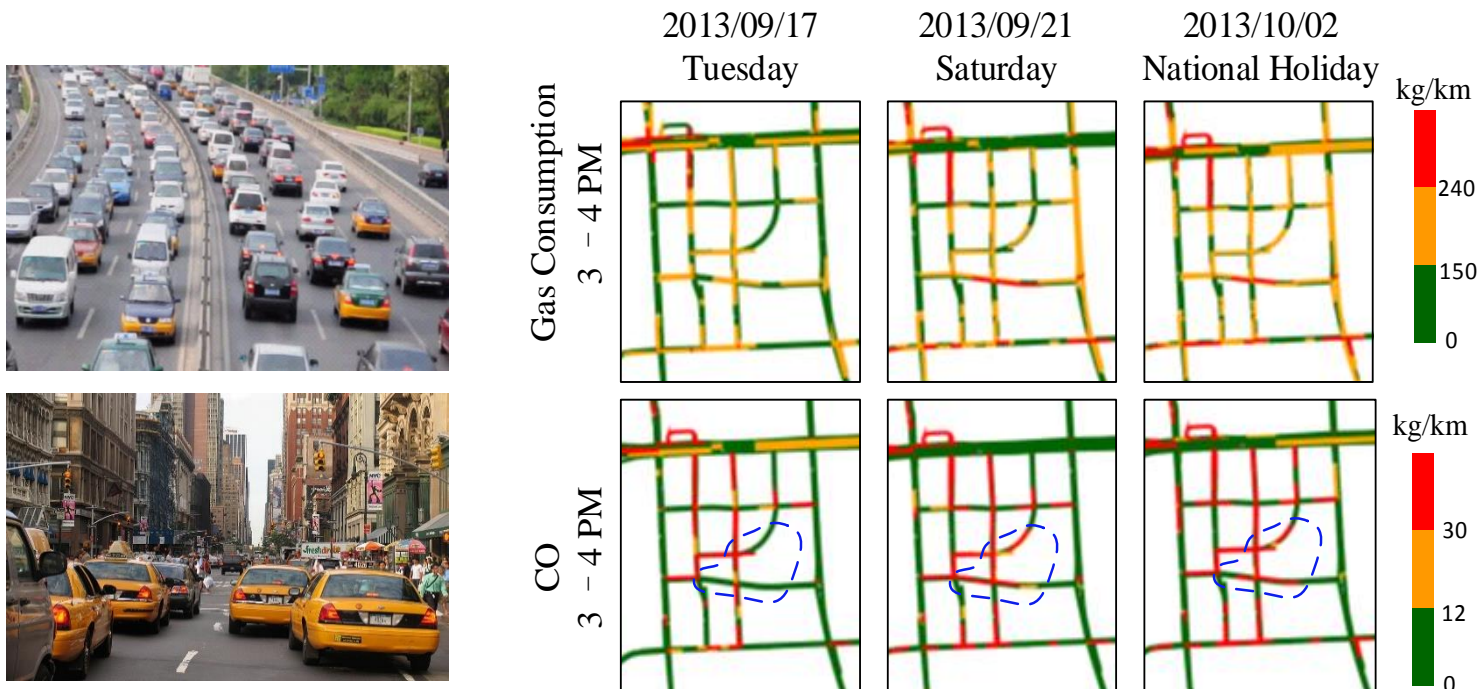 2013/09/17
Tuesday
2013/09/21
Saturday
2013/10/02
National Holiday
Gas Consumption
3 – 4 PM
kg/km
240
150
0
CO
3 – 4 PM
kg/km
30
12
0